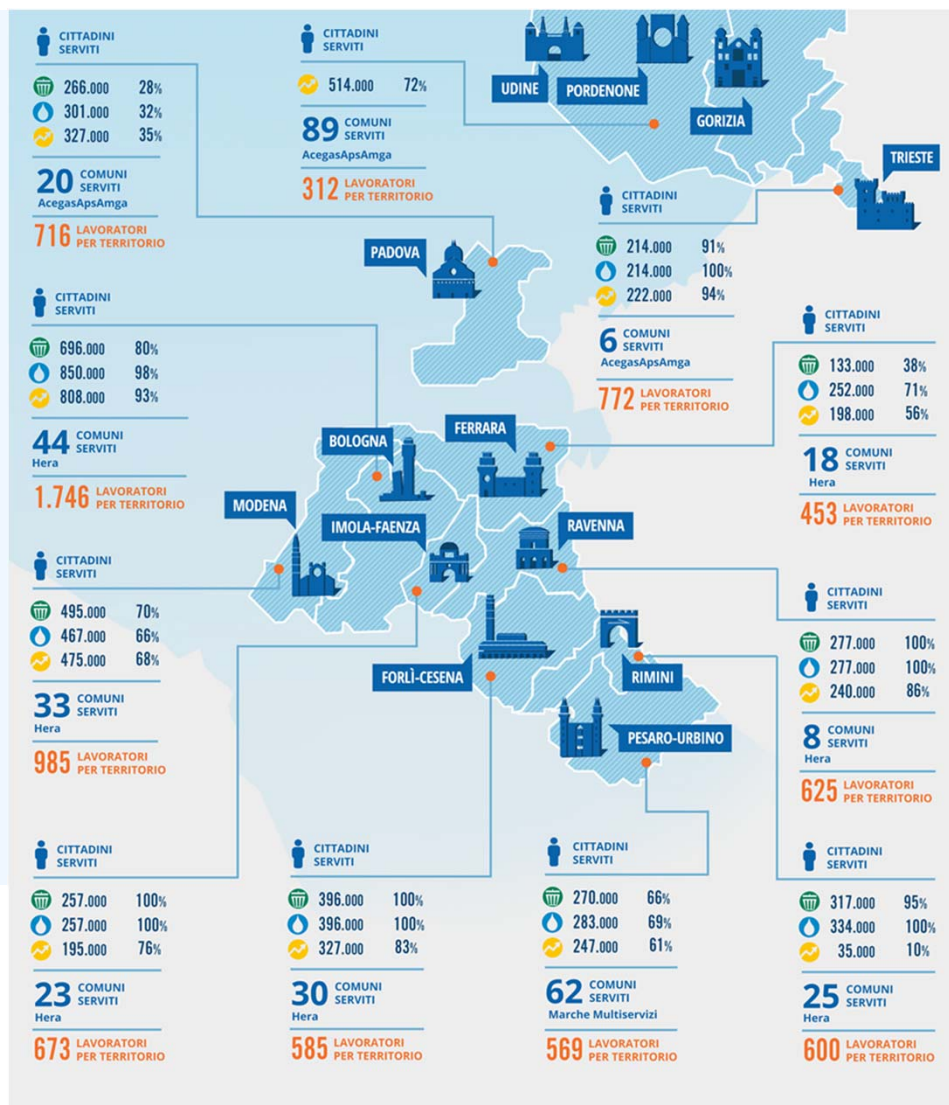 CITTADINI
SERVITI
266.000 28%
301.000 32%
327.000 35%
20 COMUNI
SERVITI
AcegasApsAmga
716 LAVORATORI
PER TERRITORIO
CITTADINI
SERVITI
514.000 72%
89 COMUNI
SERVITI
AcegasApsAmga
312 LAVORATORI
PER TERRITORIO
UDINE
PORDENONE
GORIZIA
TRIESTE
CITTADINI
SERVITI
214.000 91%
214.000 100%
222.000 94%
6 COMUNI
SERVITI
AcegasApsAmga
772 LAVORATORI
PER TERRITORIO
PADOVA
CITTADINI
SERVITI
696.000 80%
850.000 98%
808.000 93%
44 COMUNI
SERVITI
Hera
1.746 LAVORATORI
PER TERRITORIO
CITTADINI
SERVITI
133.000 38%
252.000 71%
198.000 56%
18 COMUNI
SERVITI
Hera
453 LAVORATORI
PER TERRITORIO
BOLOGNA
FERRARA
MODENA
IMOLA-FAENZA
RAVENNA
FORLÌ-CESENA
RIMINI
PESARO-URBINO
CITTADINI
SERVITI
495.000 70%
467.000 66%
475.000 68%
33 COMUNI
SERVITI
Hera
985 LAVORATORI
PER TERRITORIO
CITTADINI
SERVITI
277.000 100%
277.000 100%
240.000 86%
8 COMUNI
SERVITI
Hera
625 LAVORATORI
PER TERRITORIO
CITTADINI
SERVITI
257.000 100%
257.000 100%
195.000 76%
23 COMUNI
SERVITI
Hera
673 LAVORATORI
PER TERRITORIO
CITTADINI
SERVITI
396.000 100%
396.000 100%
327.000 83%
30 COMUNI
SERVITI
Hera
585 LAVORATORI
PER TERRITORIO
CITTADINI
SERVITI
270.000 66%
283.000 69%
247.000 61%
62 COMUNI
SERVITI
Marche Multiservizi
569 LAVORATORI
PER TERRITORIO
CITTADINI
SERVITI
317.000 95%
334.000 100%
35.000 10%
25 COMUNI
SERVITI
Hera
600 LAVORATORI
PER TERRITORIO